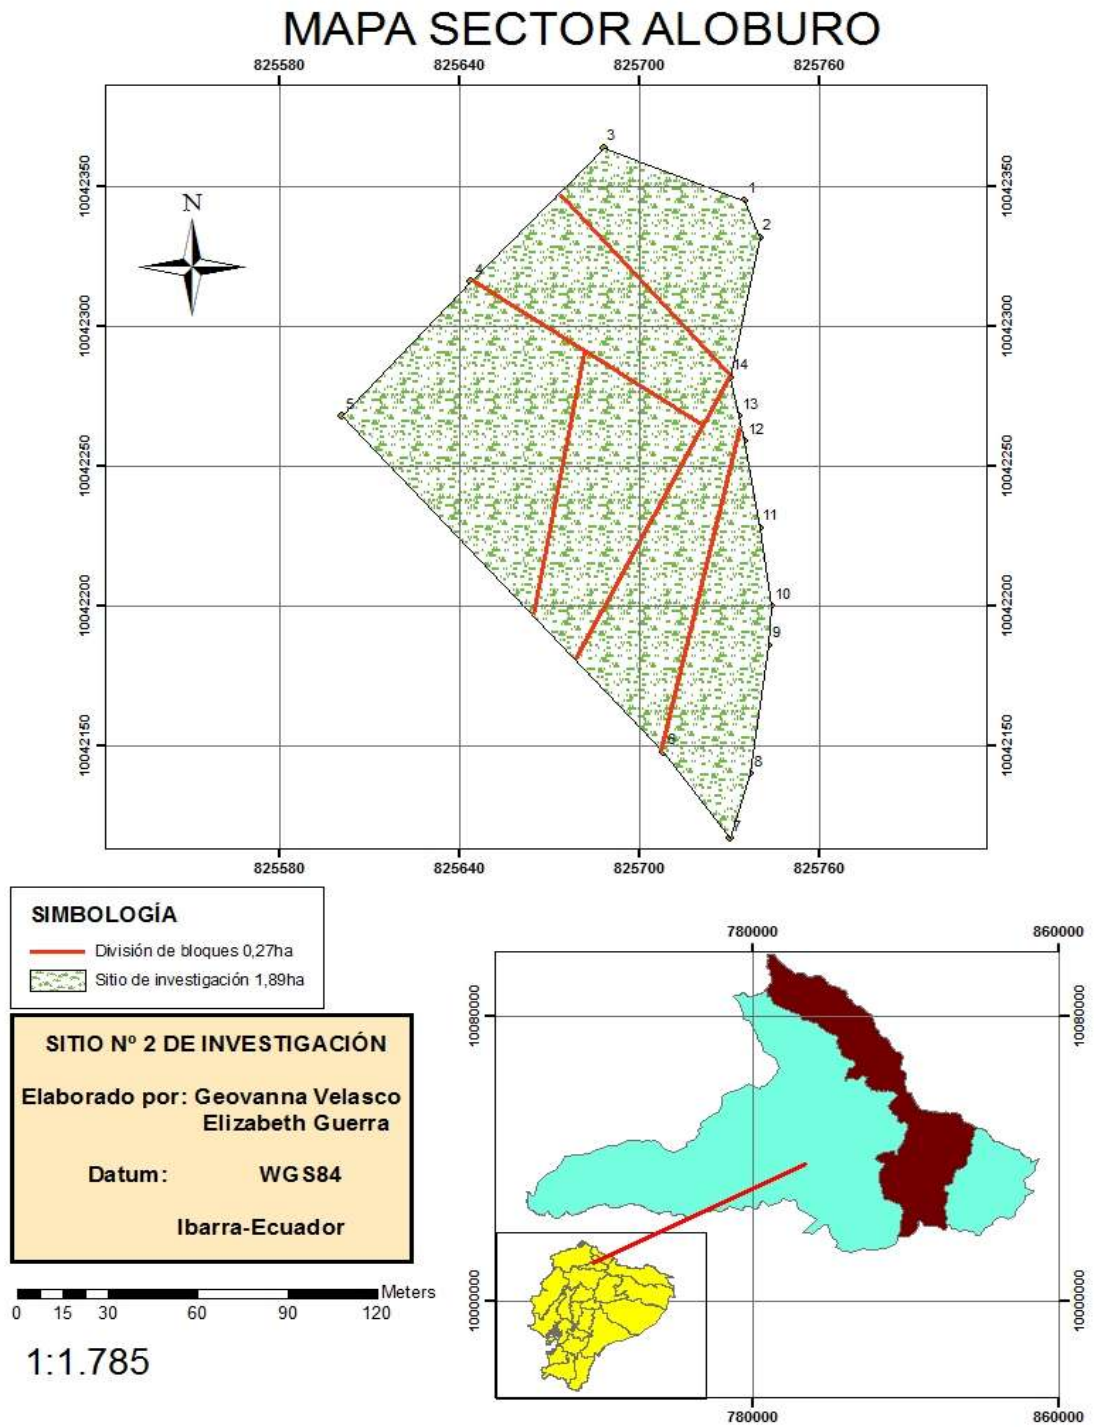 MAPA SECTOR ALOBURO
825580 825640 825700 825760
10042350 10042350
10042300 10042300
10042250 10042250
10042200 10042200
10042150 10042150
N
3
1
2
4
14
5
13
12
11
10
9
6
8
7
825580 825640 825700 825760
SIMBOLOGÍA
División de bloques 0,27ha
Sitio de investigación 1,89ha
SITIO Nº 2 DE INVESTIGACIÓN
Elaborado por: Geovanna Velasco
Elizabeth Guerra
Datum: WGS84
Ibarra-Ecuador
Meters
0 15 30 60 90 120
1:1.785
780000 860000
10080000 10080000
10000000 10000000
780000 860000